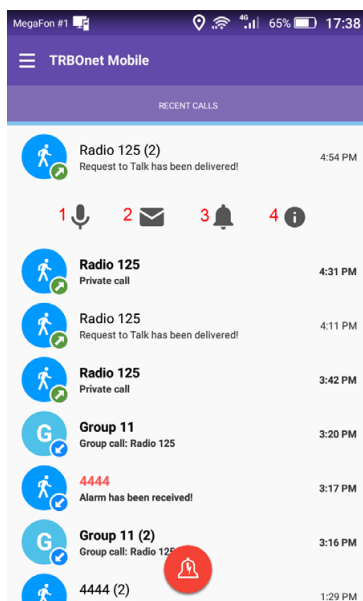 MegaFon #1 4G 65% 17:38
TRBOnet Mobile
RECENT CALLS
Radio 125 (2)
Request to Talk has been delivered!
4:54 PM
1 2 3 4
Radio 125
Private call
4:31 PM
Radio 125
Request to Talk has been delivered!
4:11 PM
Radio 125
Private call
3:42 PM
G
Group 11
Group call: Radio 125
3:20 PM
4444
Alarm has been received!
3:17 PM
G
Group 11 (2)
Group call: Radio 125
3:16 PM
4444 (2)
1:29 PM